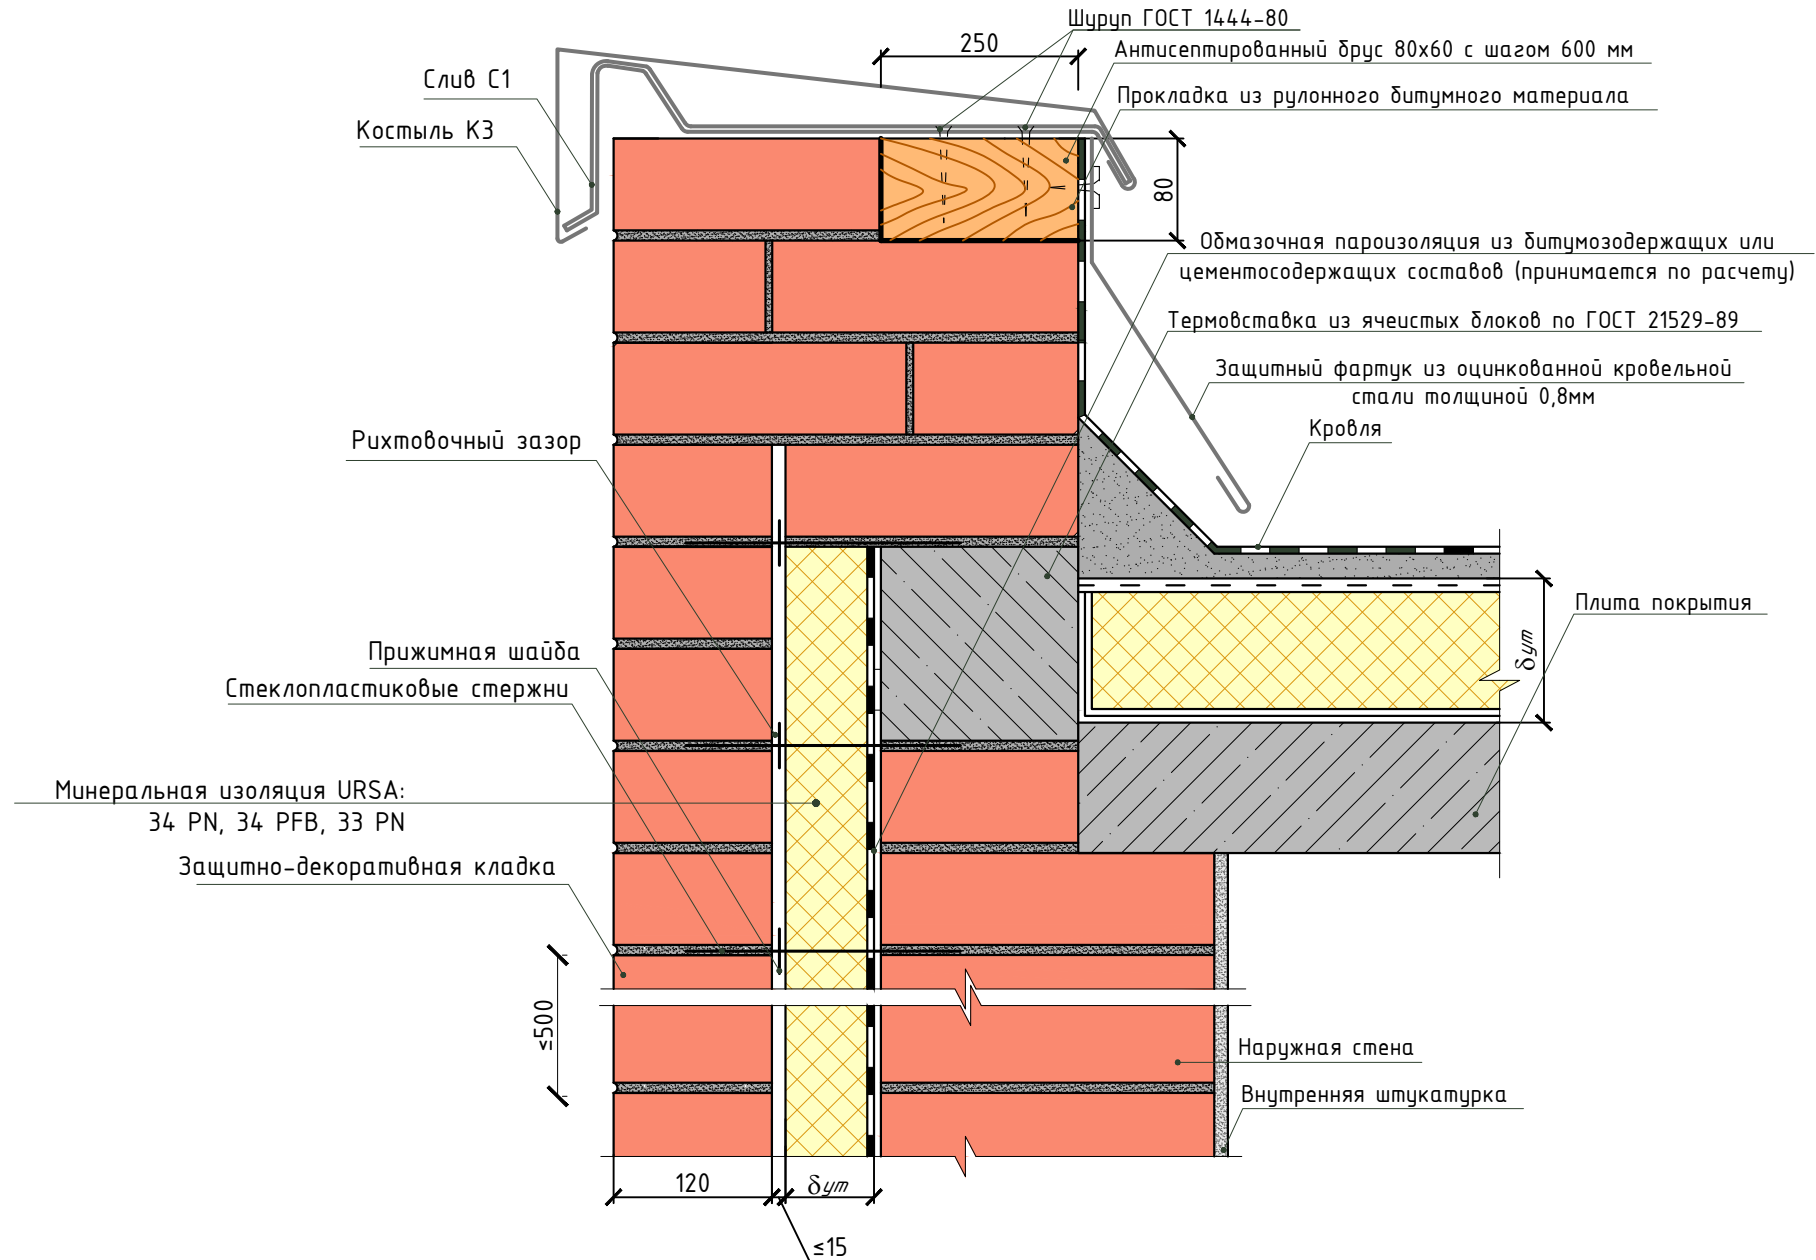 Шуруп ГОСТ 1444-80
250
Антисептированный брус 80х60 с шагом 600 мм
Слив С1
Прокладка из рулонного битумного материала
Костыль К3
80
Обмазочная пароизоляция из битумозодержащих или
цементосодержащих составов (принимается по расчету)
Термовставка из ячеистых блоков по ГОСТ 21529-89
Защитный фартук из оцинкованной кровельной
стали толщиной 0,8мм
Кровля
Рихтовочный зазор
Плита покрытия
δут
Прижимная шайба
Стеклопластиковые стержни
Минеральная изоляция URSA:
34 PN, 34 PFB, 33 PN
Защитно-декоративная кладка
≤500
Наружная стена
Внутренняя штукатурка
120
δут
≤15